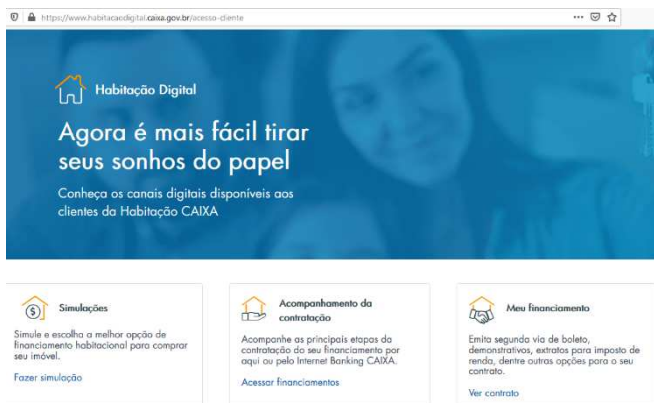 https://www.habitacaodigital.caixa.gov.br/acesso-cliente
Habitação Digital
Agora é mais fácil tirar
seus sonhos do papel
Conheça os canais digitais disponíveis aos
clientes da Habitação CAIXA
Simulações
Simule e escolha a melhor opção de
financiamento habitacional para comprar
seu imóvel.
Fazer simulação
Acompanhamento da
contratação
Acompanhe as principais etapas da
contratação do seu financiamento por
aqui ou pelo Internet Banking CAIXA.
Acessar financiamentos
Meu financiamento
Emita segunda via de boleto,
demonstrativos, extratos para imposto de
renda, dentre outras opções para o seu
contrato.
Ver contrato